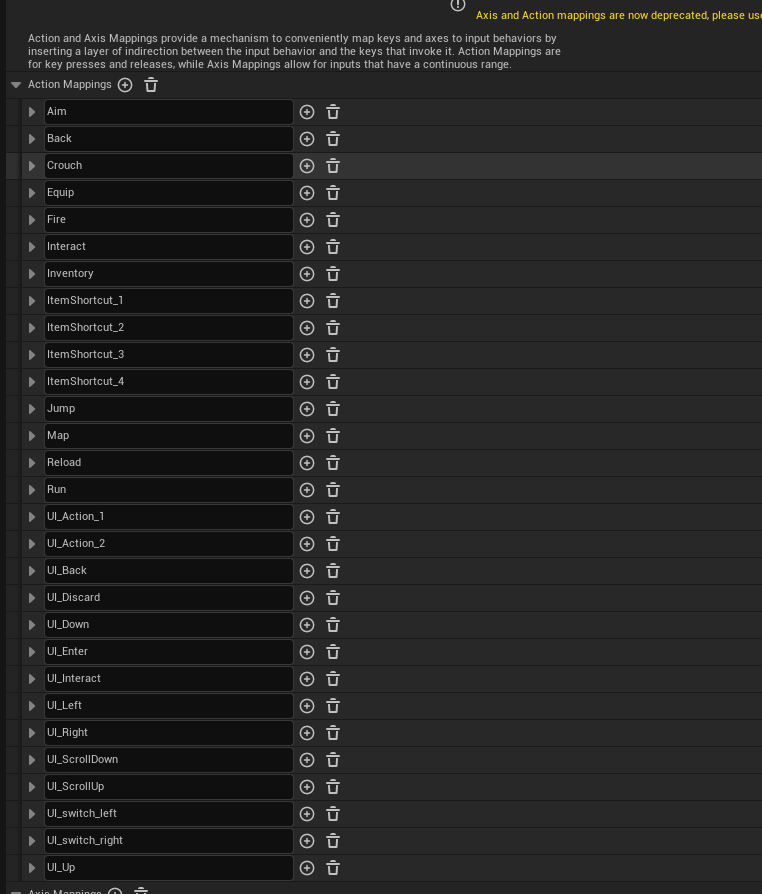 Axis and Action mappings are now deprecated, please us
Action and Axis Mappings provide a mechanism to conveniently map keys and axes to input behaviors by
inserting a layer of indirection between the input behavior and the keys that invoke it. Action Mappings are
for key presses and releases, while Axis Mappings allow for inputs that have a continuous range.
Action Mappings
Aim
Back
Crouch
Equip
Fire
Interact
Inventory
ItemShortcut_1
ItemShortcut_2
ItemShortcut_3
ItemShortcut_4
Jump
Map
Reload
Run
UI_Action_1
UI_Action_2
UI_Back
UI_Discard
UI_Down
UI_Enter
UI_Interact
UI_Left
UI_Right
UI_ScrollDown
UI_ScrollUp
UI_switch_left
UI_switch_right
UI_Up
Axis Mappings